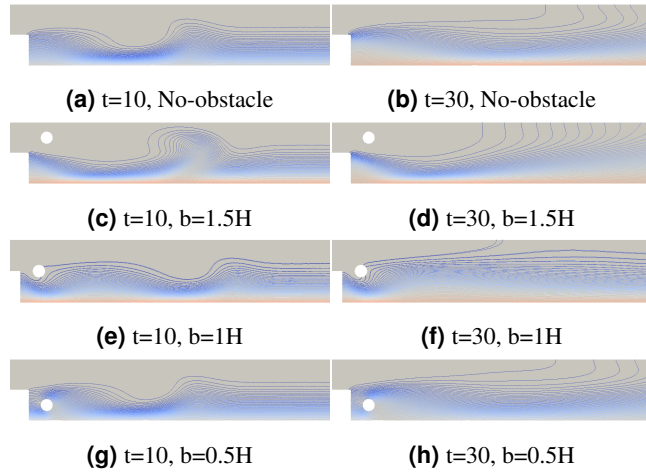 (a) t=10, No-obstacle
(b) t=30, No-obstacle
(c) t=10, b=1.5H
(d) t=30, b=1.5H
(e) t=10, b=1H
(f) t=30, b=1H
(g) t=10, b=0.5H
(h) t=30, b=0.5H